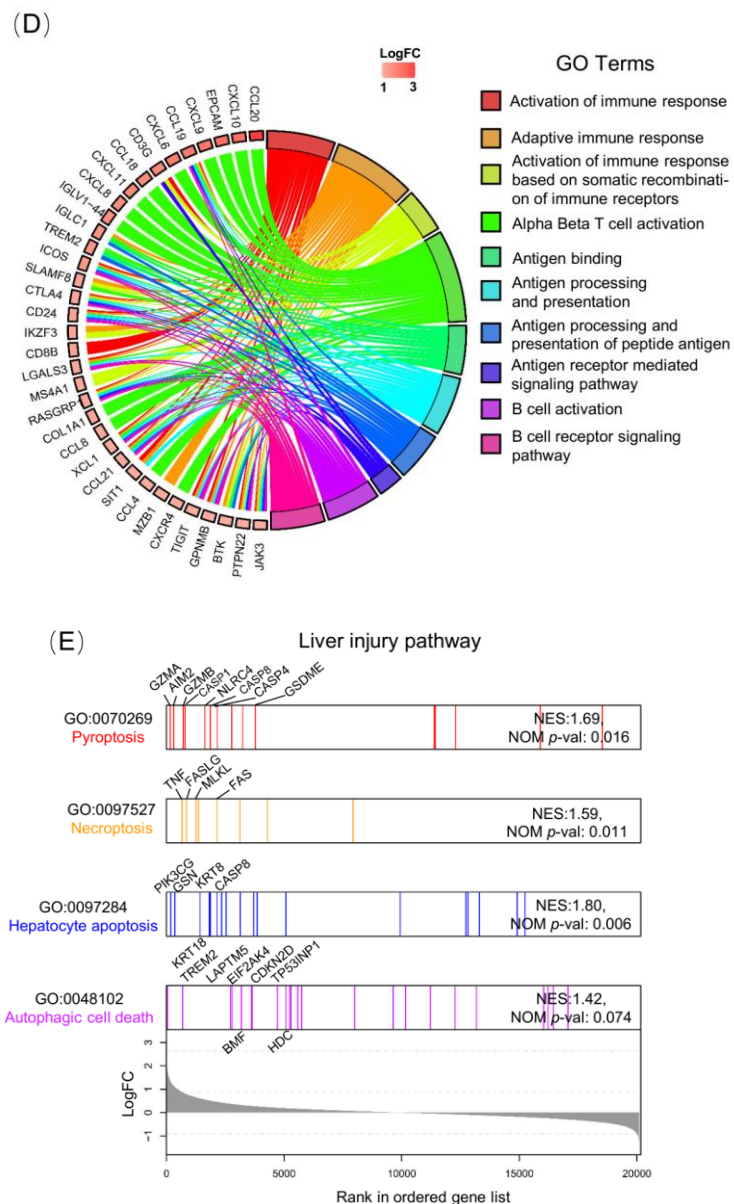 (D)
LogFC
1 3
GO Terms
Activation of immune response
Adaptive immune response
Activation of immune response
based on somatic recombinati-
on of immune receptors
Alpha Beta T cell activation
Antigen binding
Antigen processing
and presentation
Antigen processing and
presentation of peptide antigen
Antigen receptor mediated
signaling pathway
B cell activation
B cell receptor signaling
pathway
CCL20
CXCL10
EPCAM
CXCL9
CCL19
CXCL6
CD3G
CCL18
CXCL11
CXCL8
IGLV1-44
IGLC1
TREM2
ICOS
SLAMF8
CTLA4
CD24
IKZF3
CD8B
LGALS3
MS4A1
RASGRP
COL1A1
CCL8
XCL1
CCL21
SIT1
CCL4
MZB1
CXCR4
TIGIT
GPNMB
BTK
PTPN22
JAK3
(E)
Liver injury pathway
GZMA
AIM2
GZMB
CASP1
NLRC4
CASP8
CASP4
GSDME
GO:0070269
Pyroptosis
NES:1.69,
NOM p-val: 0.016
TNF
FASLG
MLKL
FAS
GO:0097527
Necroptosis
NES:1.59,
NOM p-val: 0.011
PIK3CG
GSN
KRT8
CASP8
GO:0097284
Hepatocyte apoptosis
NES:1.80,
NOM p-val: 0.006
KRT18
TREM2
LAPTM5
EIF2AK4
CDKN2D
TP53INP1
GO:0048102
Autophagic cell death
NES:1.42,
NOM p-val: 0.074
BMF
HDC
LogFC
3
2
1
0
−1
0 5000 10000 15000 20000
Rank in ordered gene list